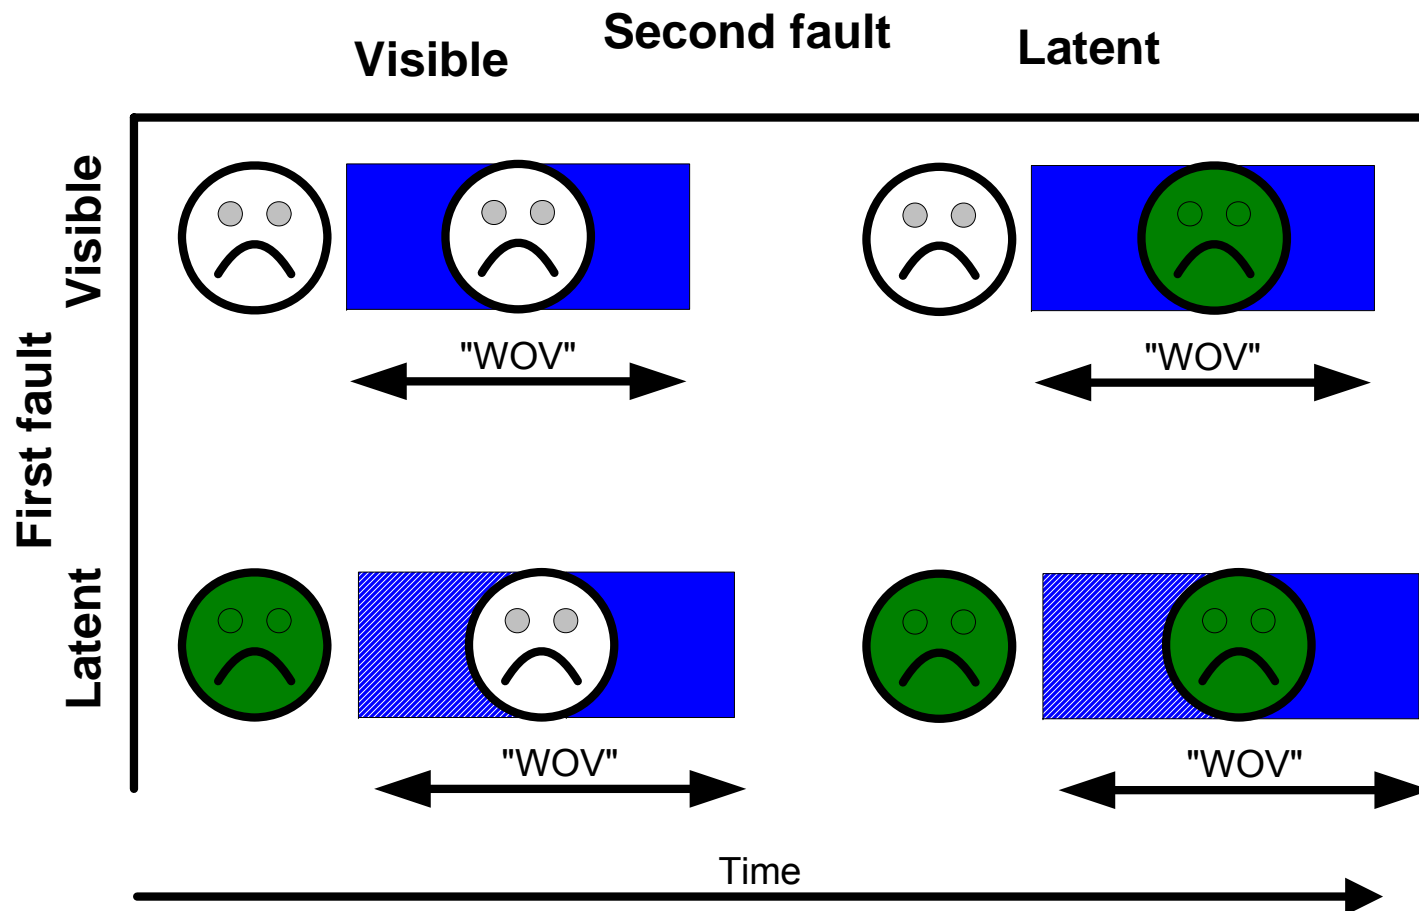 Second fault
Visible
Latent
First fault
Visible
"WOV"
"WOV"
Latent
"WOV"
"WOV"
Time